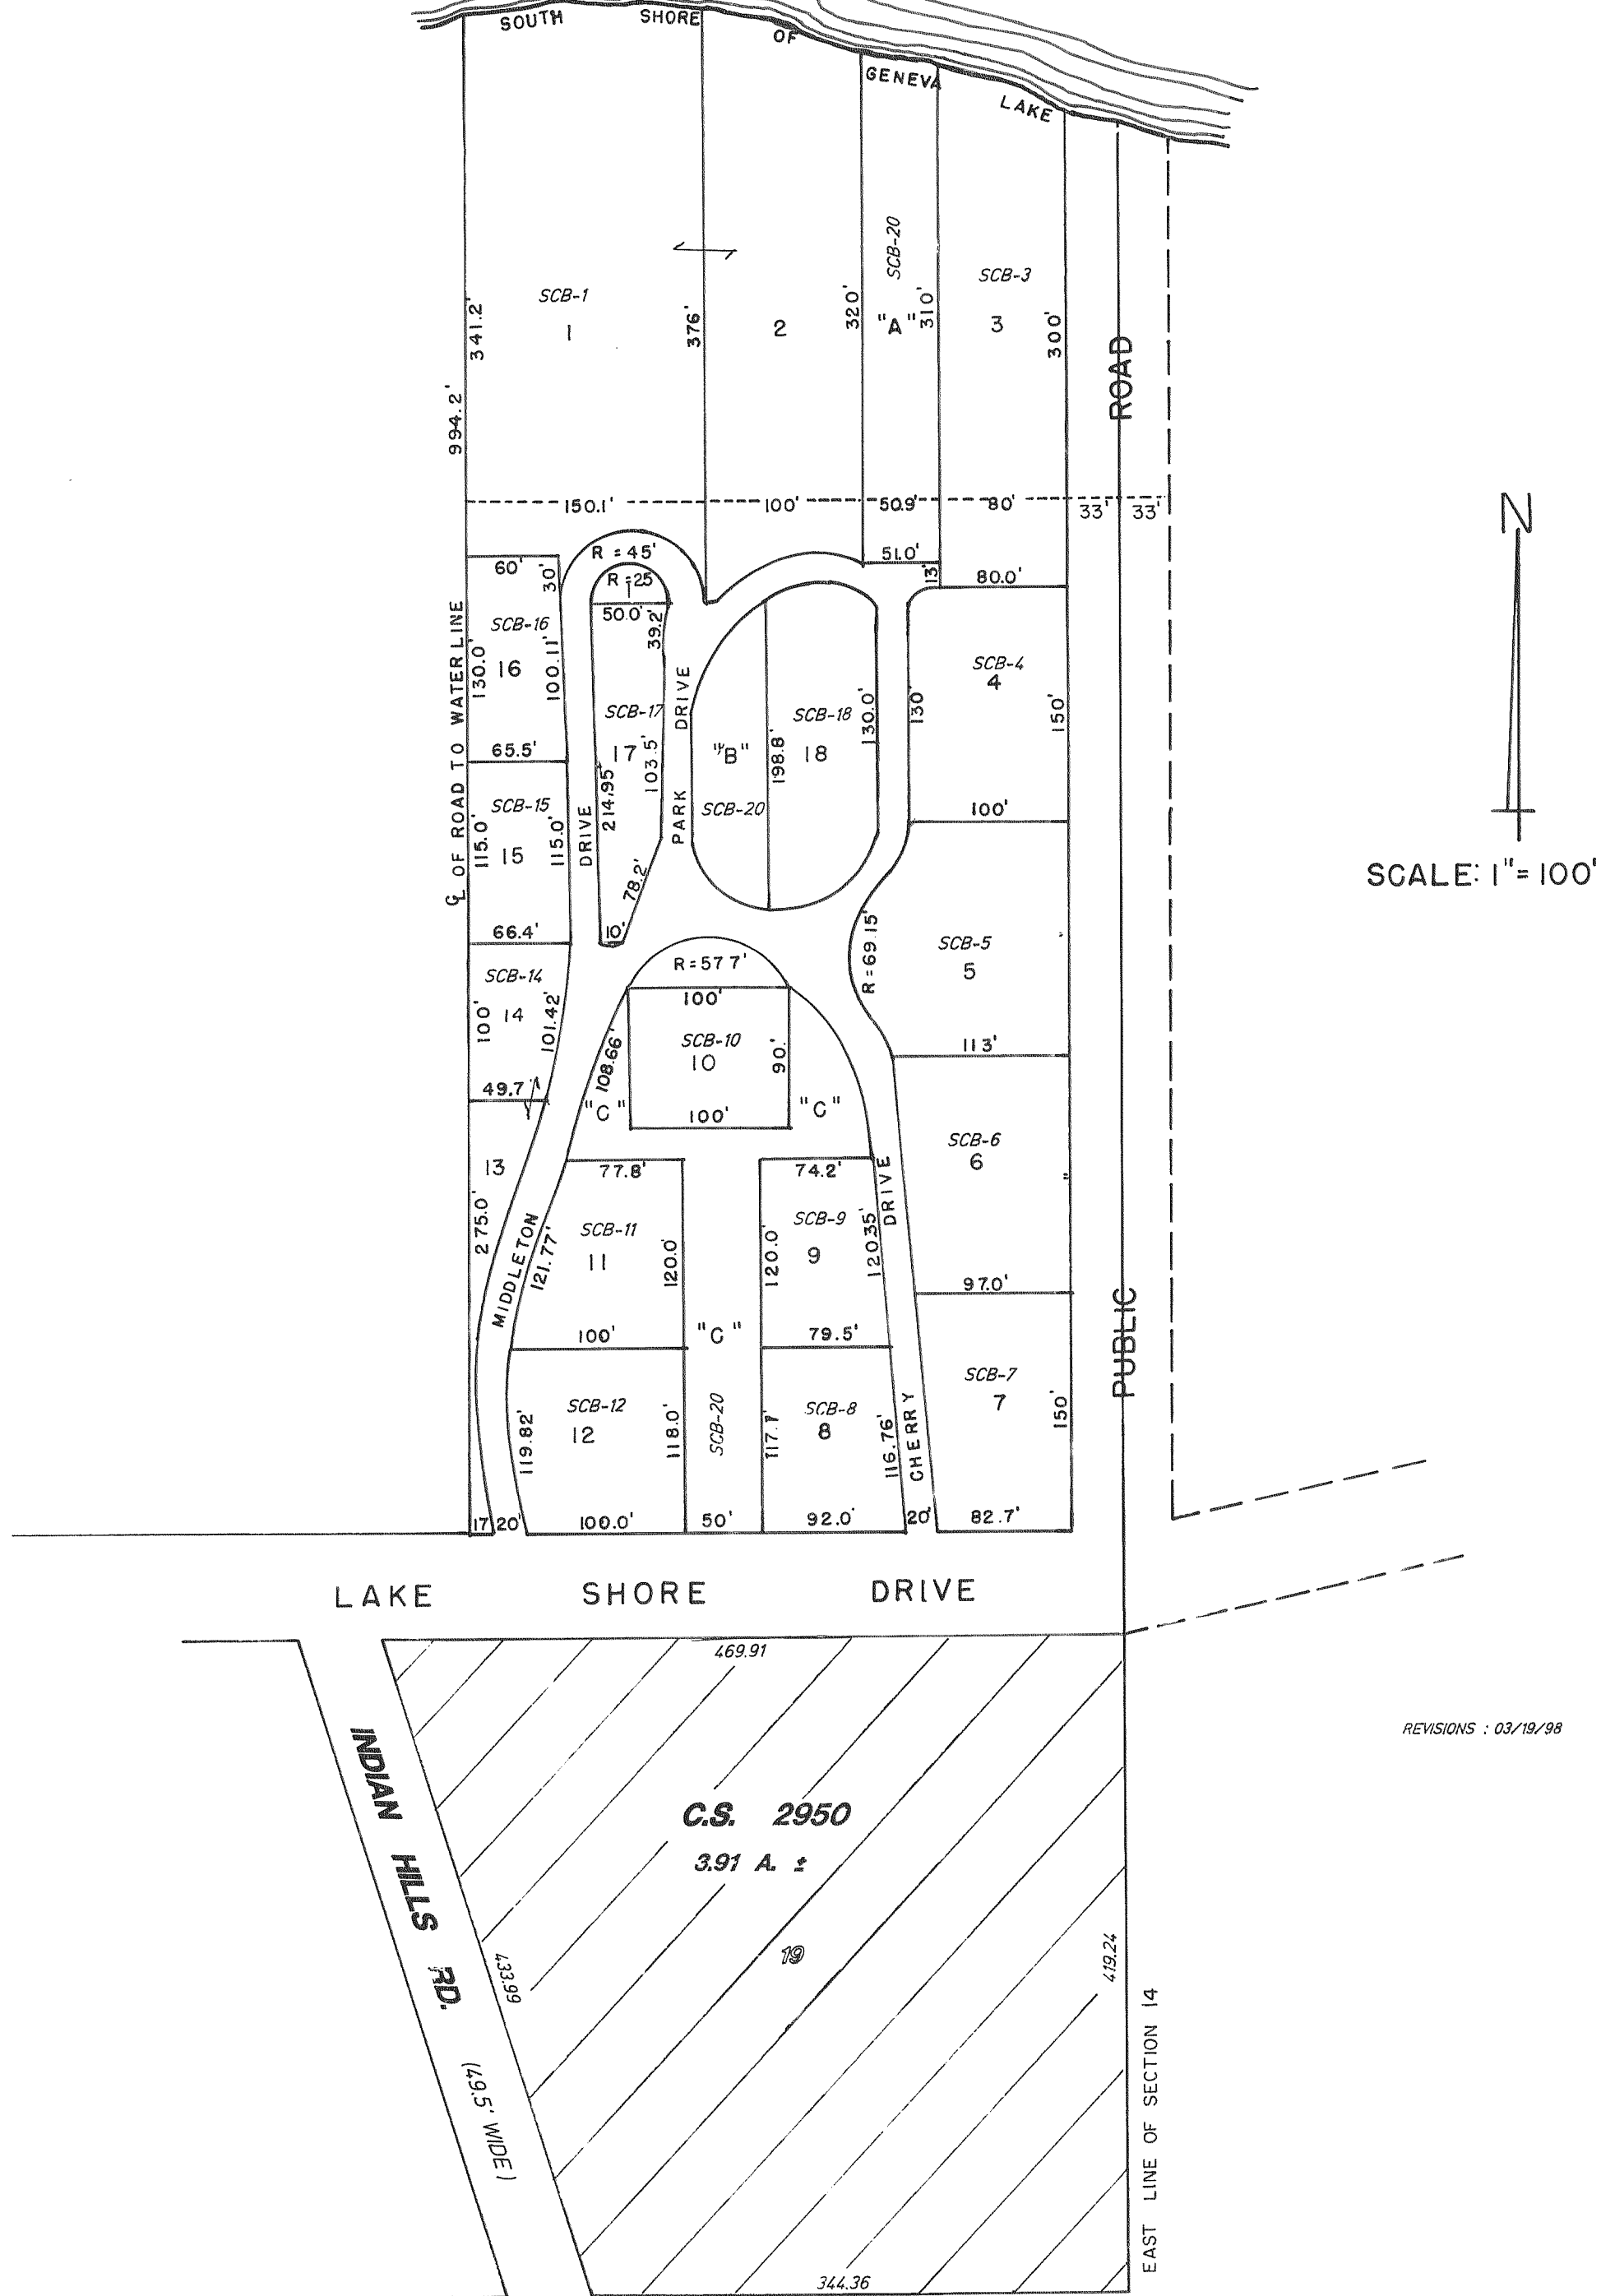 SOUTH SHORE OF GENEVA LAKE
SCB-1
1
341.2'
994.2'
376'
2
320'
SCB-20
"A"
310'
SCB-3
3
300'
ROAD
150.1'
100'
50.9'
80'
33'
33'
N
SCALE: 1"=100'
R = 45'
R = 25
51.0'
13'
80.0'
60'
30'
50.0'
39.2'
SCB-16
16
130.0'
100.11'
℄ OF ROAD TO WATER LINE
65.5'
SCB-17
17
103.5'
214.95'
78.2'
10'
DRIVE
PARK DRIVE
"B"
SCB-20
198.8'
SCB-18
18
130.0'
130'
SCB-4
4
150'
100'
SCB-15
15
115.0'
115.0'
66.4'
R=69.15'
SCB-5
5
113'
SCB-14
14
100'
101.42'
49.7'
R=57.7'
100'
SCB-10
10
90.'
100'
108.66'
"C"
"C"
SCB-6
6
97.0'
13
275.0'
MIDDLETON
77.8'
SCB-11
11
121.77'
120.0'
100'
"C"
SCB-20
74.2'
SCB-9
9
120.0'
120.35'
79.5'
CHERRY DRIVE
SCB-7
7
150'
PUBLIC
SCB-12
12
119.82'
118.0'
SCB-8
8
117.1'
116.76'
17'
20'
100.0'
50'
92.0'
20'
82.7'
LAKE SHORE DRIVE
469.91
REVISIONS : 03/19/98
INDIAN HILLS RD. (49.5' WIDE)
C.S. 2950
3.91 A. ±
19
433.99
419.24
EAST LINE OF SECTION 14
344.36